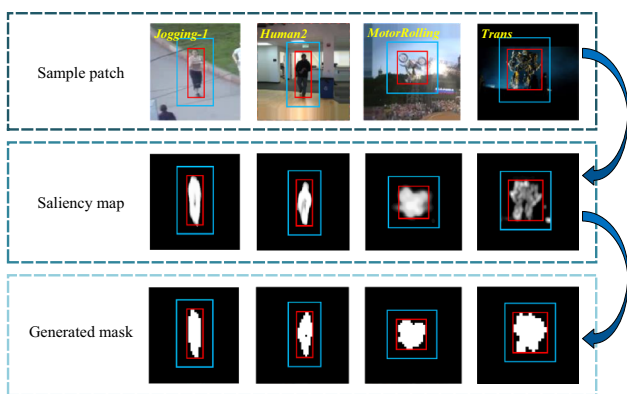 Jogging-1 Human2 MotorRolling Trans
Sample patch
Saliency map
Generated mask